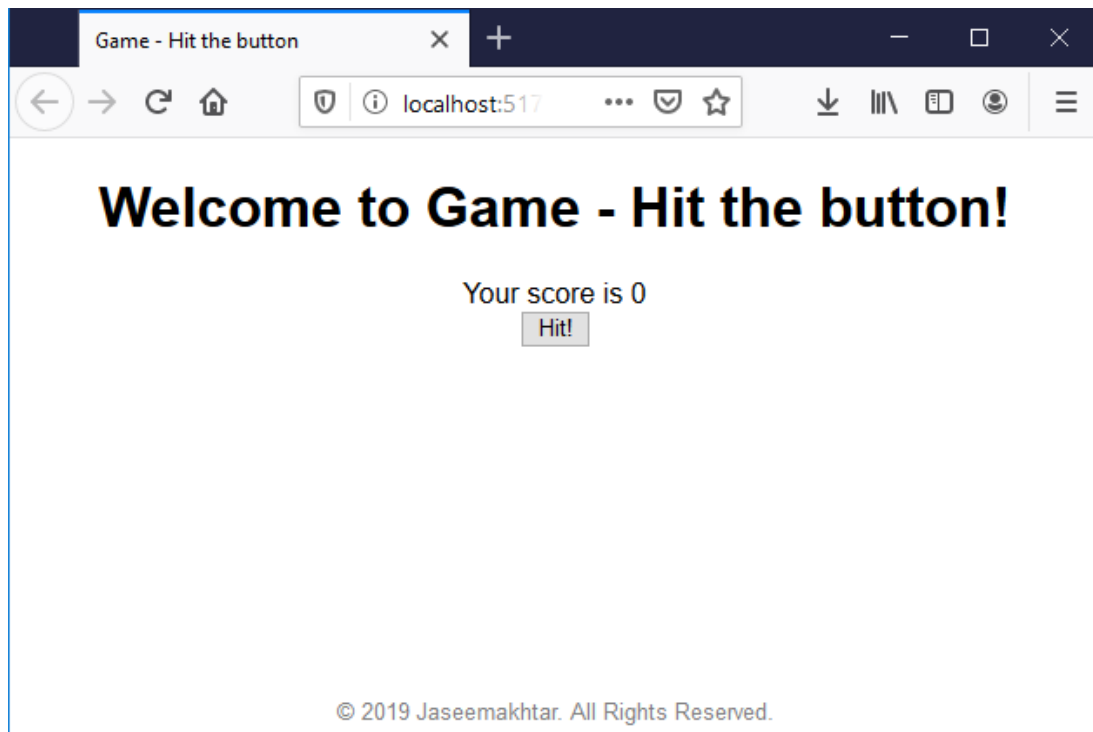 Game - Hit the button
localhost:517
Welcome to Game - Hit the button!
Your score is 0
Hit!
© 2019 Jaseemakhtar. All Rights Reserved.